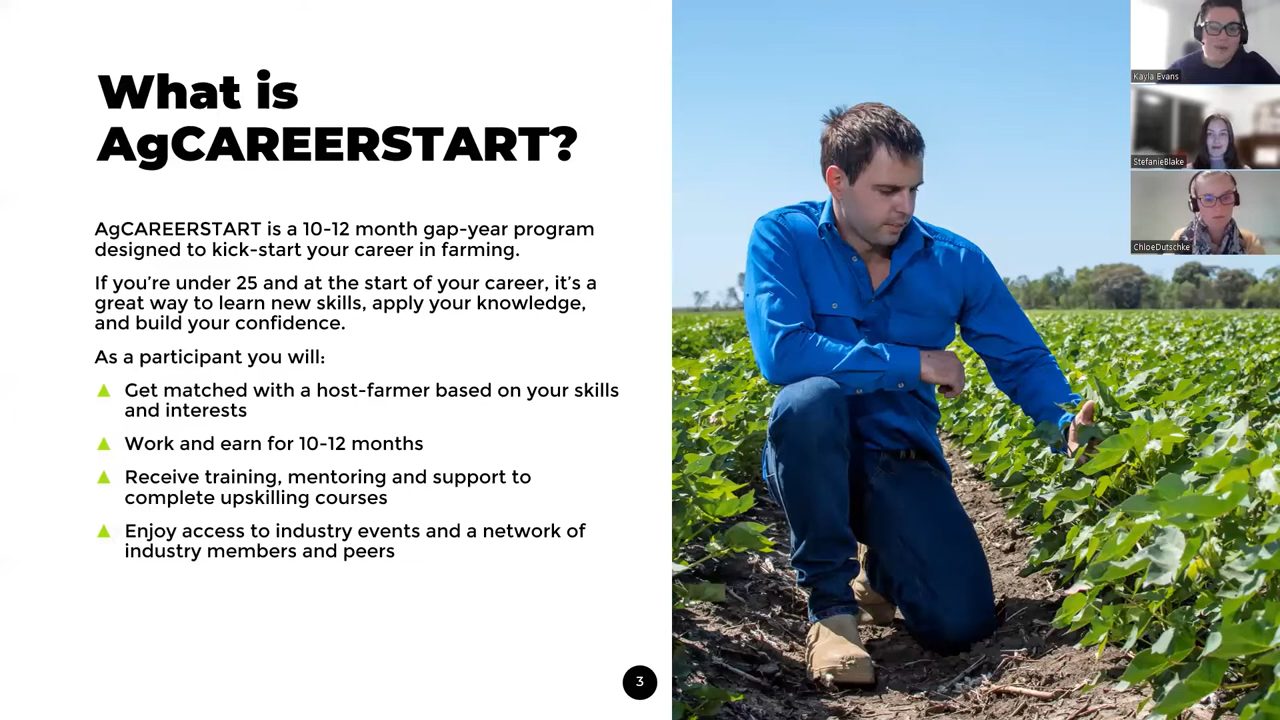 What is
AgCAREERSTART?
AgCAREERSTART is a 10-12 month gap-year program
designed to kick-start your career in farming.
If you’re under 25 and at the start of your career, it’s a
great way to learn new skills, apply your knowledge,
and build your confidence.
As a participant you will:
Get matched with a host-farmer based on your skills
and interests
Work and earn for 10-12 months
Receive training, mentoring and support to
complete upskilling courses
Enjoy access to industry events and a network of
industry members and peers
3
Kayla Evans
StefanieBlake
ChloeDutschke